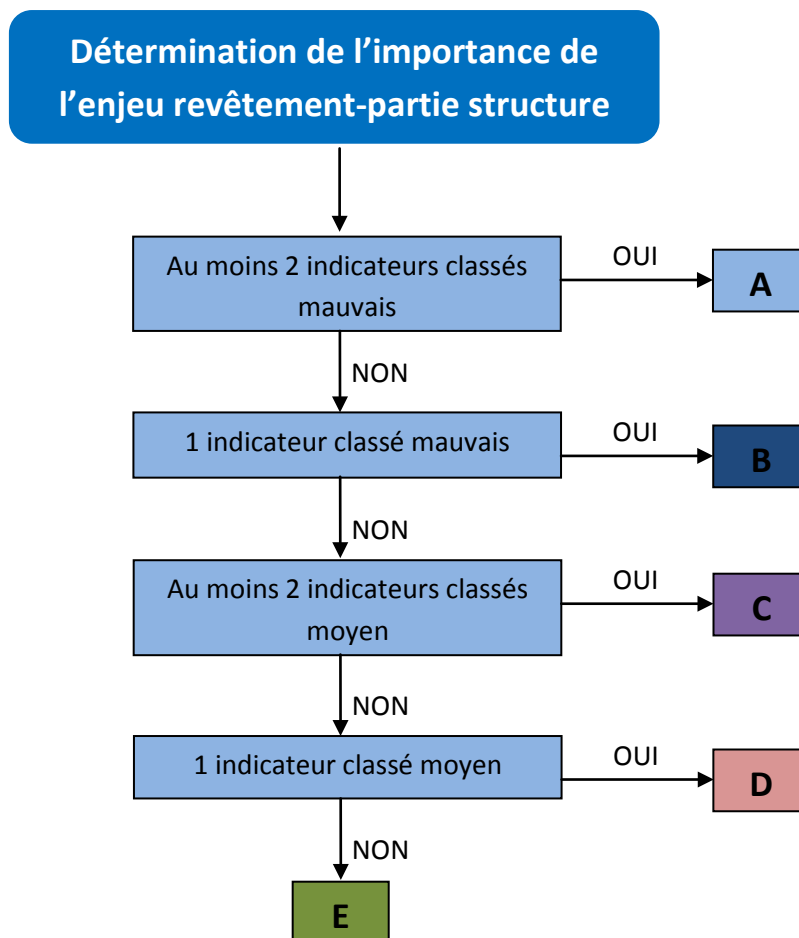 Détermination de l’importance de
l’enjeu revêtement-partie structure
Au moins 2 indicateurs classés
mauvais
OUI
A
NON
1 indicateur classé mauvais
OUI
B
NON
Au moins 2 indicateurs classés
moyen
OUI
C
NON
1 indicateur classé moyen
OUI
D
NON
E